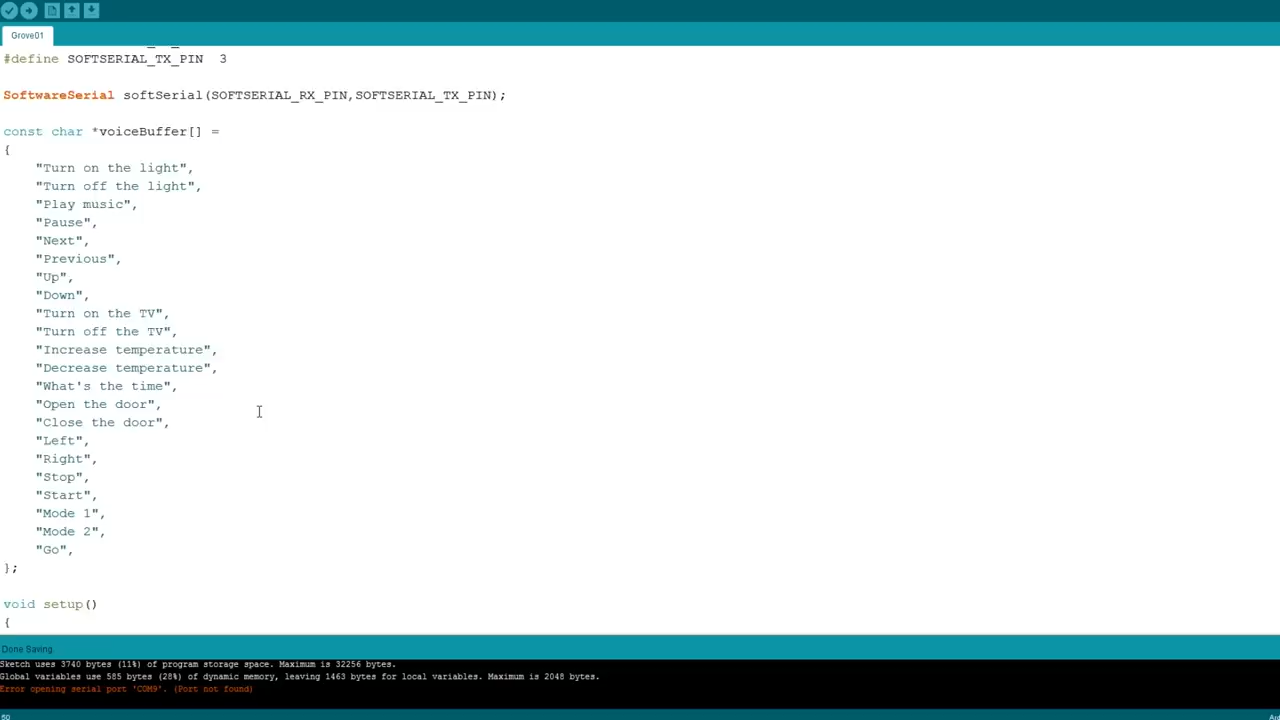 Grove01
#define SOFTSERIAL_TX_PIN  3
SoftwareSerial softSerial(SOFTSERIAL_RX_PIN,SOFTSERIAL_TX_PIN);
const char *voiceBuffer[] =
{
    "Turn on the light",
    "Turn off the light",
    "Play music",
    "Pause",
    "Next",
    "Previous",
    "Up",
    "Down",
    "Turn on the TV",
    "Turn off the TV",
    "Increase temperature",
    "Decrease temperature",
    "What's the time",
    "Open the door",
    "Close the door",
    "Left",
    "Right",
    "Stop",
    "Start",
    "Mode 1",
    "Mode 2",
    "Go",
};
void setup()
{
Done Saving.
Sketch uses 3740 bytes (11%) of program storage space. Maximum is 32256 bytes.
Global variables use 585 bytes (28%) of dynamic memory, leaving 1463 bytes for local variables. Maximum is 2048 bytes.
Error opening serial port 'COM9'. (Port not found)